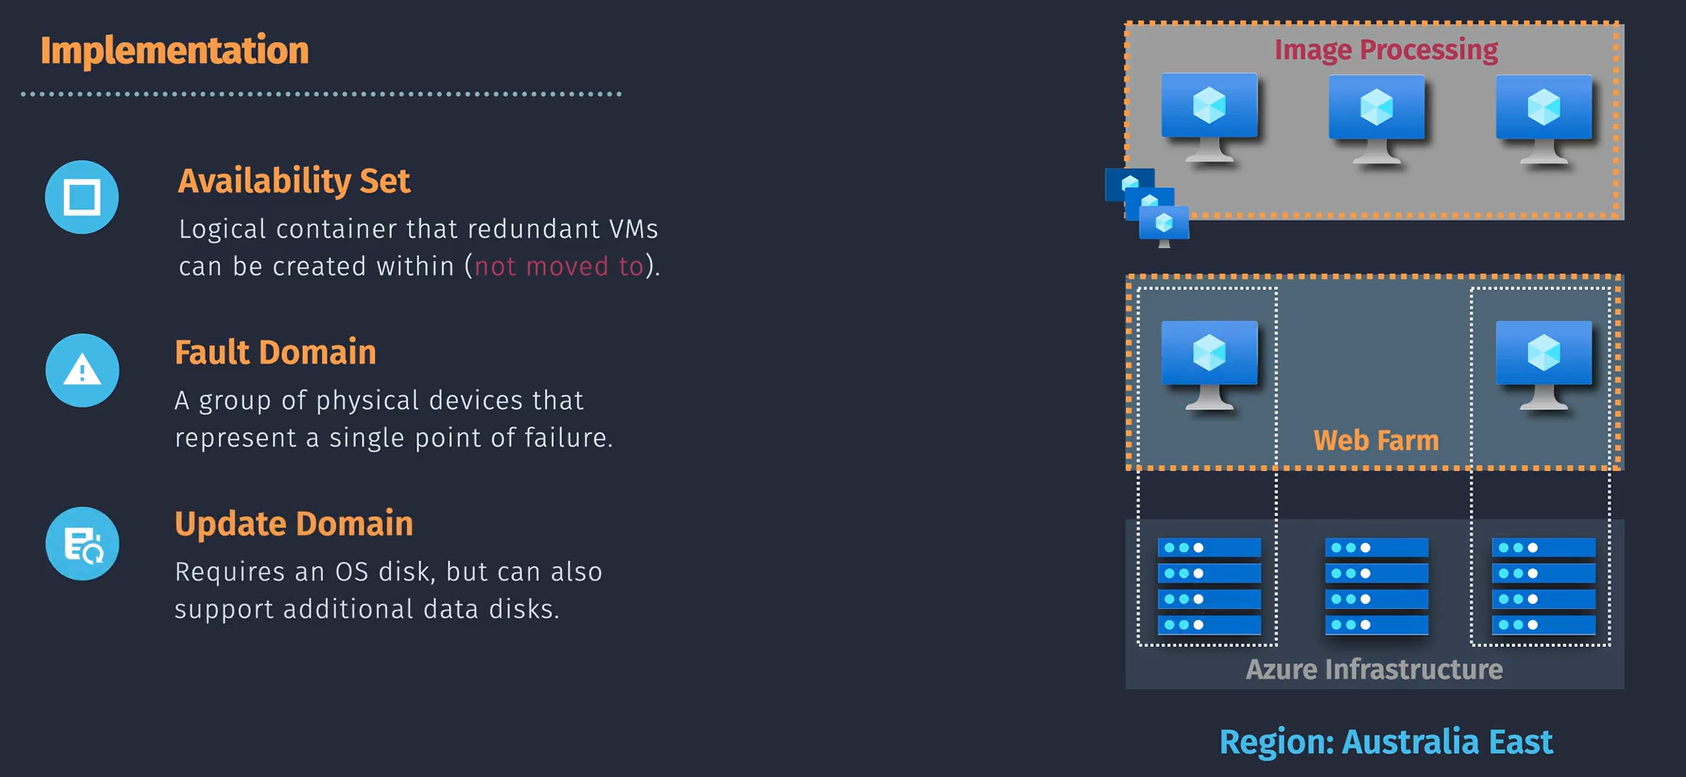 Implementation
Availability Set
Logical container that redundant VMs
can be created within (not moved to).
Fault Domain
A group of physical devices that
represent a single point of failure.
Update Domain
Requires an OS disk, but can also
support additional data disks.
Image Processing
Web Farm
Azure Infrastructure
Region: Australia East